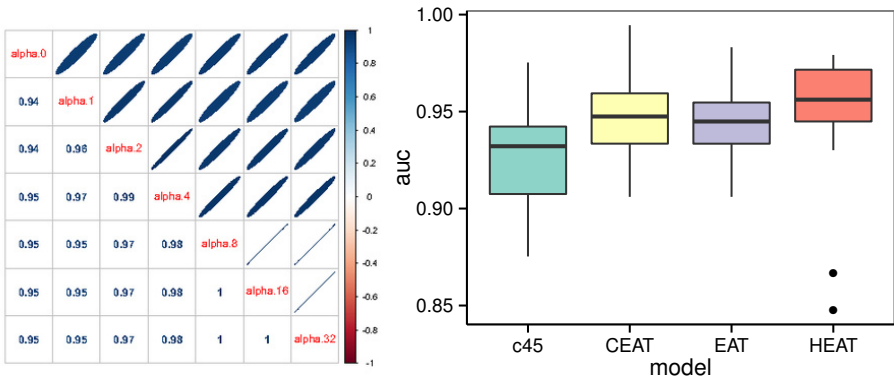 alpha.0
0.94 alpha.1
0.94 0.96 alpha.2
0.95 0.97 0.99 alpha.4
0.95 0.95 0.97 0.98 alpha.8
0.95 0.95 0.97 0.98 1 alpha.16
0.95 0.95 0.97 0.98 1 1 alpha.32
1
0.8
0.6
0.4
0.2
0
-0.2
-0.4
-0.6
-0.8
-1
auc
1.00
0.95
0.90
0.85
c45 CEAT EAT HEAT
model